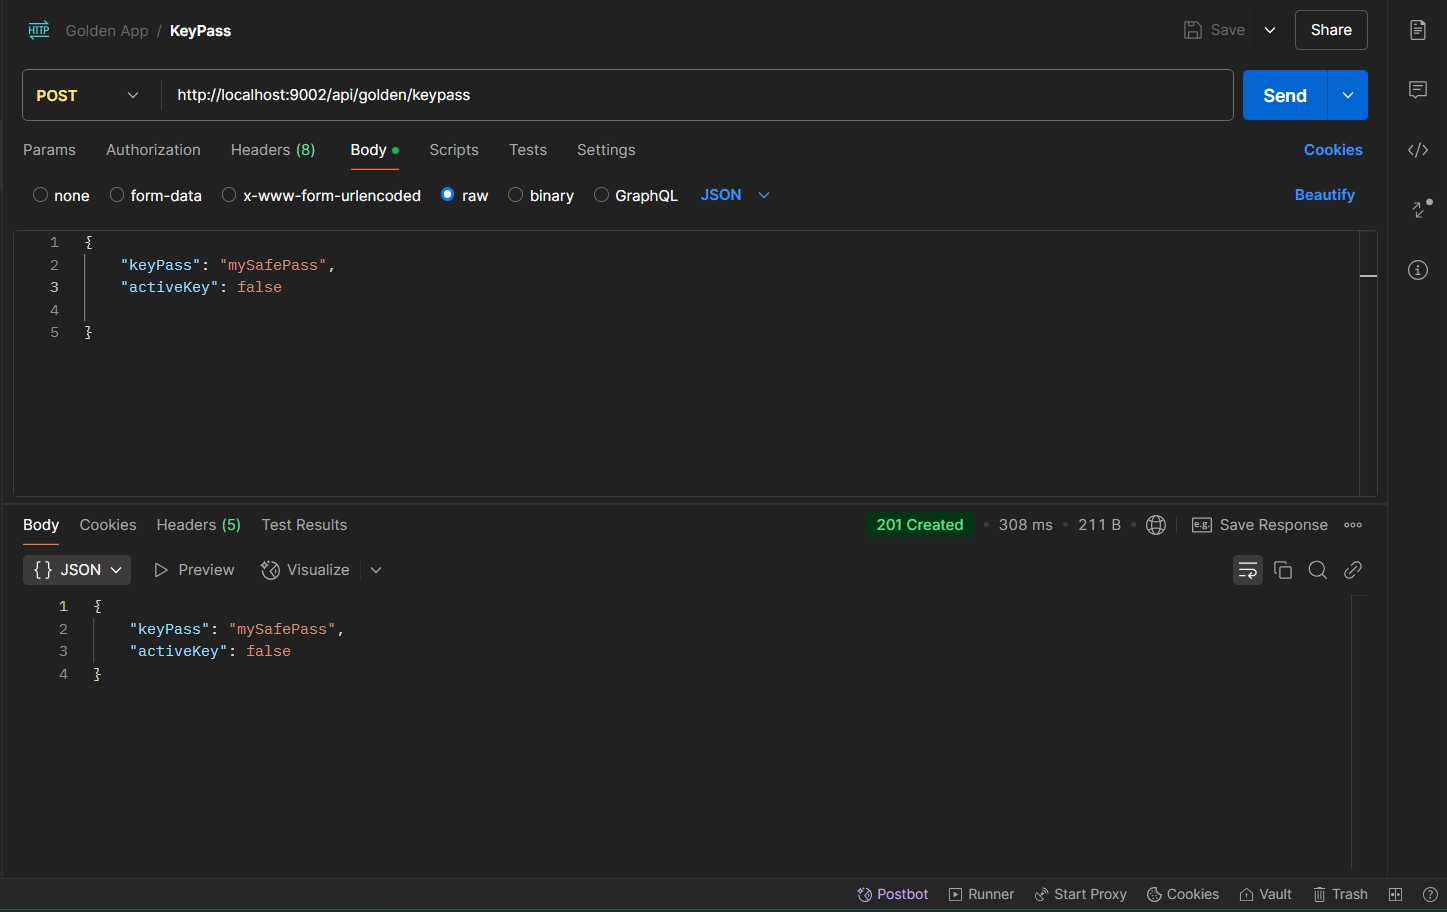 HTTP Golden App / KeyPass Save Share
POST http://localhost:9002/api/golden/keypass Send
Params Authorization Headers (8) Body Scripts Tests Settings Cookies
none form-data x-www-form-urlencoded raw binary GraphQL JSON Beautify
1 {
2 "keyPass": "mySafePass",
3 "activeKey": false
4
5 }
Body Cookies Headers (5) Test Results 201 Created 308 ms 211 B e.g. Save Response
{} JSON Preview Visualize
1 {
2 "keyPass": "mySafePass",
3 "activeKey": false
4 }
Postbot Runner Start Proxy Cookies Vault Trash